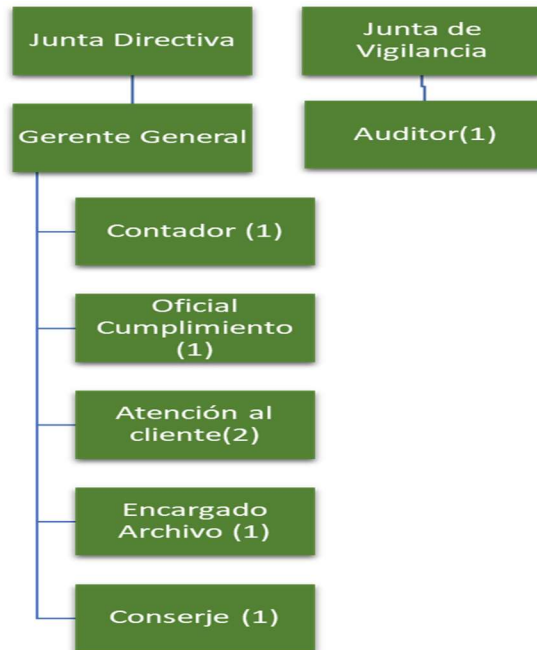 Junta Directiva
Junta de
Vigilancia
Gerente General
Auditor(1)
Contador (1)
Oficial
Cumplimiento
(1)
Atención al
cliente(2)
Encargado
Archivo (1)
Conserje (1)